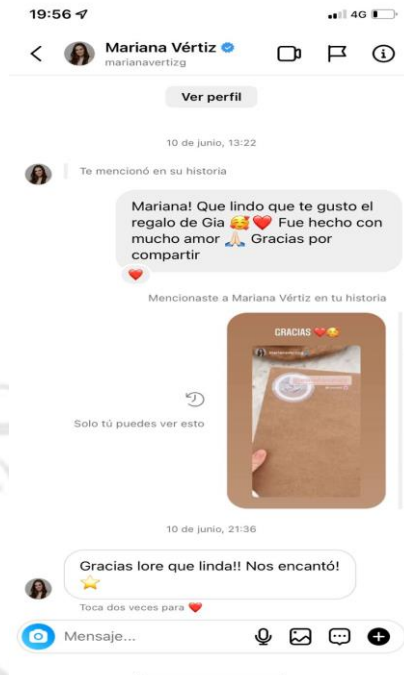 19:56
4G
Mariana Vértiz
marianavertizg
Ver perfil
10 de junio, 13:22
Te mencionó en su historia
Mariana! Que lindo que te gusto el
regalo de Gia 🥰❤️ Fue hecho con
mucho amor 🙏🏻 Gracias por
compartir
Mencionaste a Mariana Vértiz en tu historia
GRACIAS ❤️🥰
Solo tú puedes ver esto
10 de junio, 21:36
Gracias lore que linda!! Nos encantó!
⭐
Toca dos veces para ❤️
Mensaje...